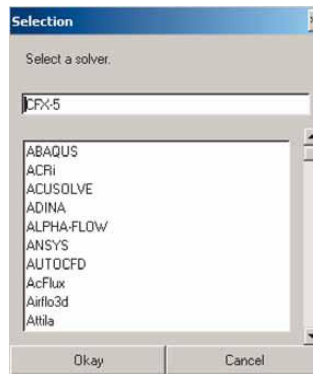 Selection
Select a solver.
CFX-5
ABAQUS
ACRi
ACUSOLVE
ADINA
ALPHA-FLOW
ANSYS
AUTOCFD
AcFlux
Airflo3d
Attila
Okay
Cancel